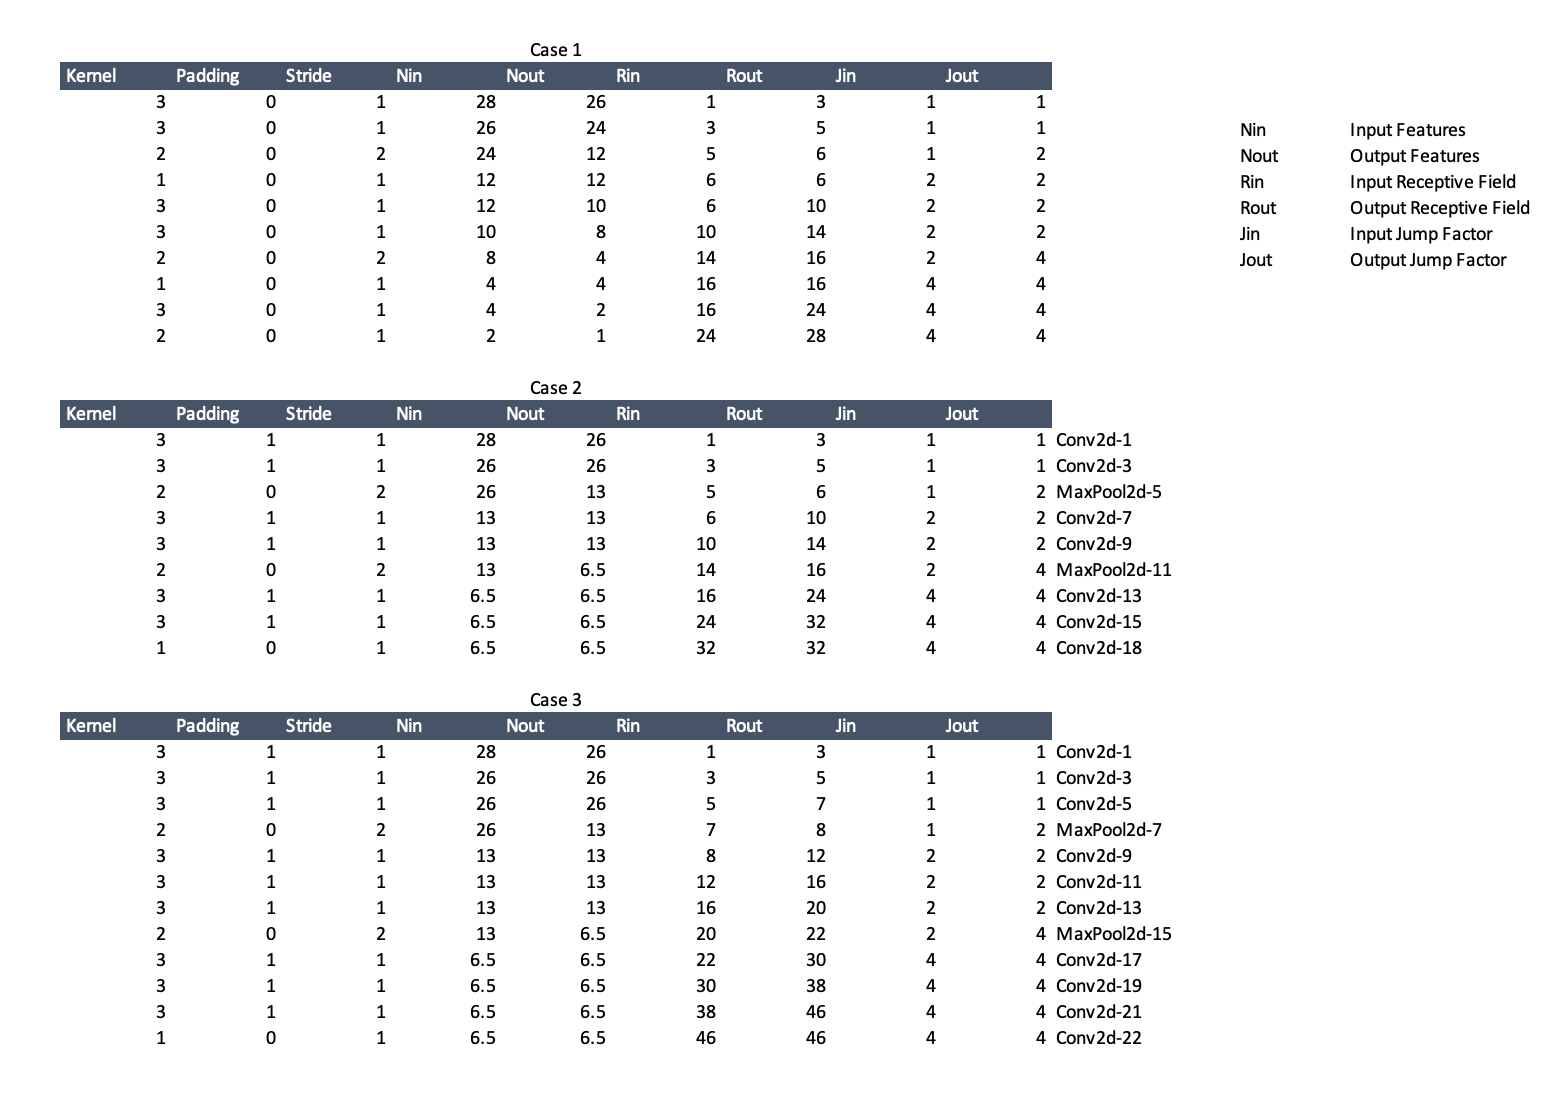 Case 1
Kernel Padding Stride Nin Nout Rin Rout Jin Jout
3 0 1 28 26 1 3 1 1
3 0 1 26 24 3 5 1 1
2 0 2 24 12 5 6 1 2
1 0 1 12 12 6 6 2 2
3 0 1 12 10 6 10 2 2
3 0 1 10 8 10 14 2 2
2 0 2 8 4 14 16 2 4
1 0 1 4 4 16 16 4 4
3 0 1 4 2 16 24 4 4
2 0 1 2 1 24 28 4 4
Nin Input Features
Nout Output Features
Rin Input Receptive Field
Rout Output Receptive Field
Jin Input Jump Factor
Jout Output Jump Factor
Case 2
Kernel Padding Stride Nin Nout Rin Rout Jin Jout
3 1 1 28 26 1 3 1 1 Conv2d-1
3 1 1 26 26 3 5 1 1 Conv2d-3
2 0 2 26 13 5 6 1 2 MaxPool2d-5
3 1 1 13 13 6 10 2 2 Conv2d-7
3 1 1 13 13 10 14 2 2 Conv2d-9
2 0 2 13 6.5 14 16 2 4 MaxPool2d-11
3 1 1 6.5 6.5 16 24 4 4 Conv2d-13
3 1 1 6.5 6.5 24 32 4 4 Conv2d-15
1 0 1 6.5 6.5 32 32 4 4 Conv2d-18
Case 3
Kernel Padding Stride Nin Nout Rin Rout Jin Jout
3 1 1 28 26 1 3 1 1 Conv2d-1
3 1 1 26 26 3 5 1 1 Conv2d-3
3 1 1 26 26 5 7 1 1 Conv2d-5
2 0 2 26 13 7 8 1 2 MaxPool2d-7
3 1 1 13 13 8 12 2 2 Conv2d-9
3 1 1 13 13 12 16 2 2 Conv2d-11
3 1 1 13 13 16 20 2 2 Conv2d-13
2 0 2 13 6.5 20 22 2 4 MaxPool2d-15
3 1 1 6.5 6.5 22 30 4 4 Conv2d-17
3 1 1 6.5 6.5 30 38 4 4 Conv2d-19
3 1 1 6.5 6.5 38 46 4 4 Conv2d-21
1 0 1 6.5 6.5 46 46 4 4 Conv2d-22